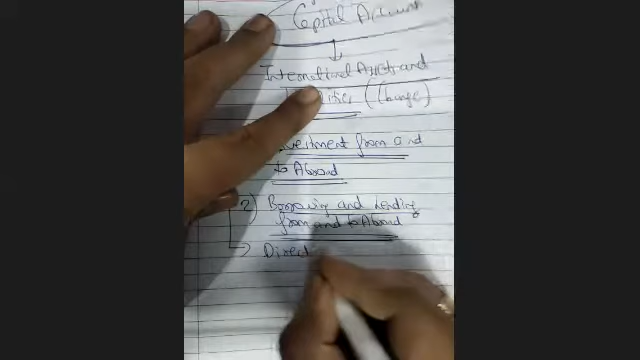 Capital Account
International Assets and
(Change)
Investment from and
to Abroad
2) Borrowing and Lending
from and to Abroad
Direct